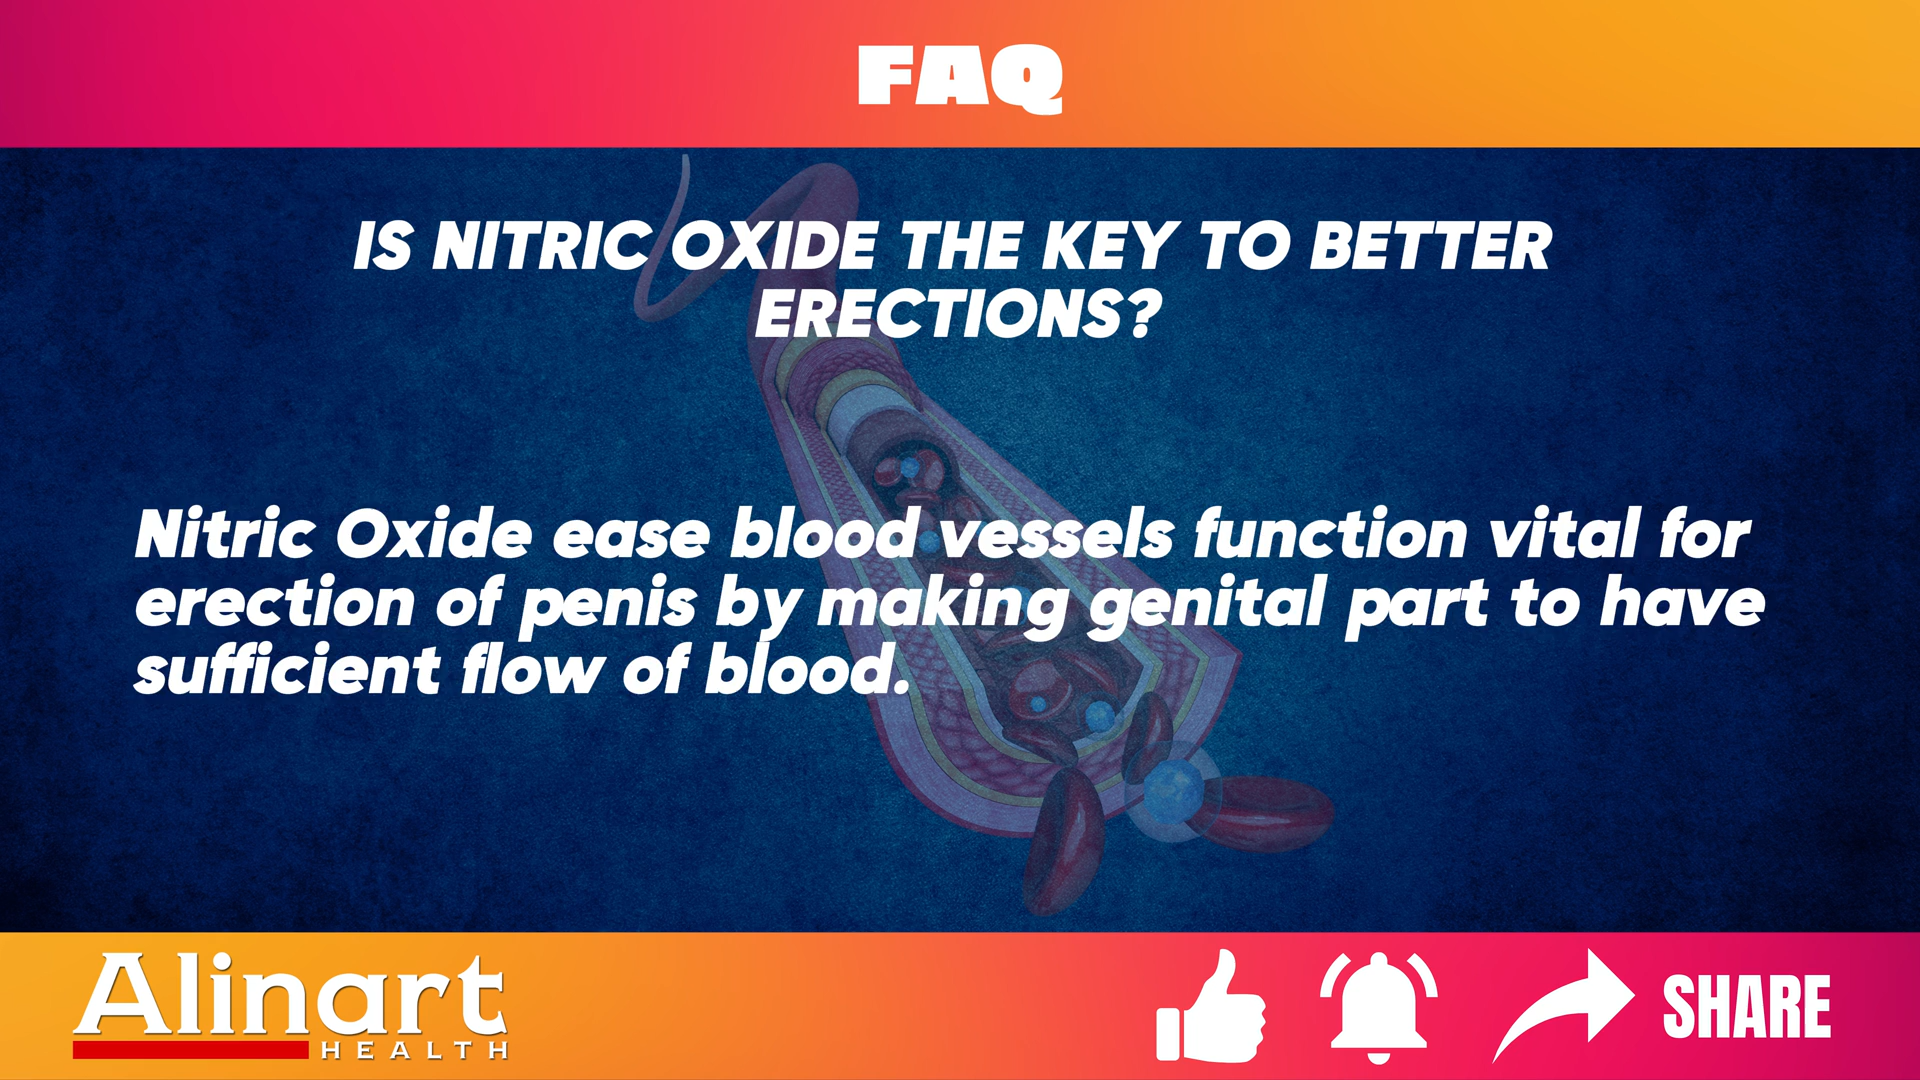 FAQ
IS NITRIC OXIDE THE KEY TO BETTER
ERECTIONS?
Nitric Oxide ease blood vessels function vital for
erection of penis by making genital part to have
sufficient flow of blood.
Alinart
HEALTH
SHARE